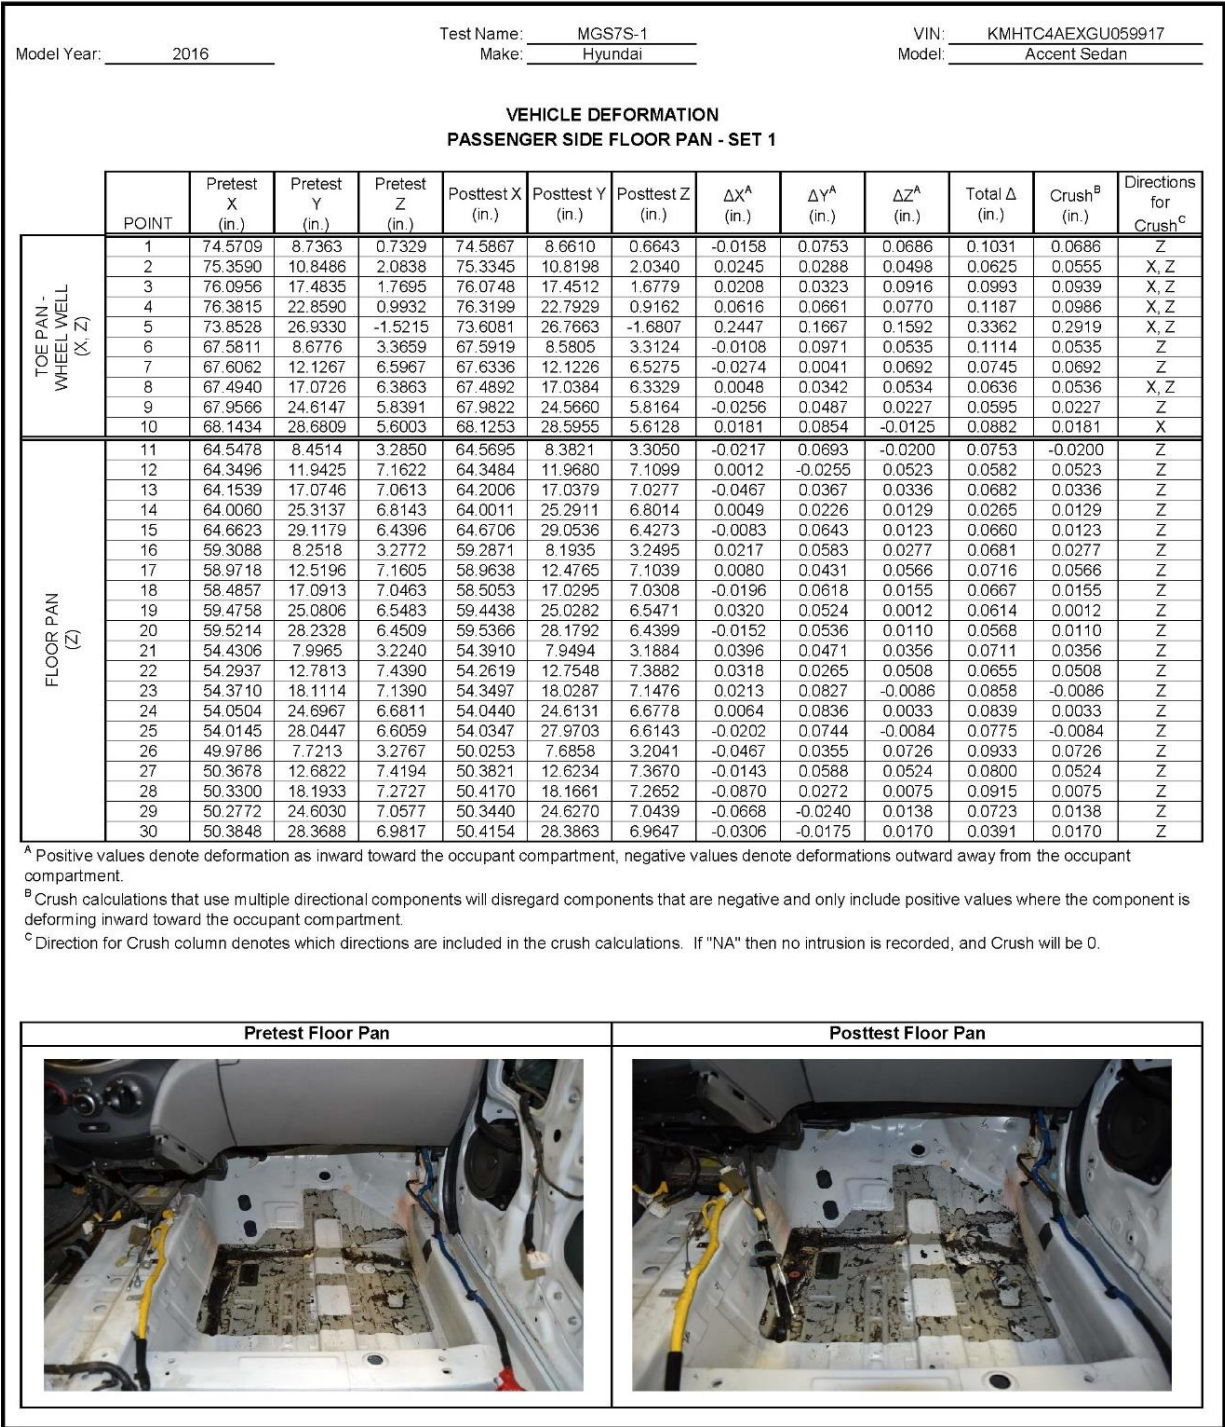 Test Name: MGS7S-1 VIN: KMHTC4AEXGU059917
Model Year: 2016 Make: Hyundai Model: Accent Sedan
VEHICLE DEFORMATION
PASSENGER SIDE FLOOR PAN - SET 1
POINT Pretest X (in.) Pretest Y (in.) Pretest Z (in.) Posttest X (in.) Posttest Y (in.) Posttest Z (in.) ΔXᴬ (in.) ΔYᴬ (in.) ΔZᴬ (in.) Total Δ (in.) Crushᴮ (in.) Directions for Crushᶜ
TOE PAN - WHEEL WELL (X, Z)
1 74.5709 8.7363 0.7329 74.5867 8.6610 0.6643 -0.0158 0.0753 0.0686 0.1031 0.0686 Z
2 75.3590 10.8486 2.0838 75.3345 10.8198 2.0340 0.0245 0.0288 0.0498 0.0625 0.0555 X, Z
3 76.0956 17.4835 1.7695 76.0748 17.4512 1.6779 0.0208 0.0323 0.0916 0.0993 0.0939 X, Z
4 76.3815 22.8590 0.9932 76.3199 22.7929 0.9162 0.0616 0.0661 0.0770 0.1187 0.0986 X, Z
5 73.8528 26.9330 -1.5215 73.6081 26.7663 -1.6807 0.2447 0.1667 0.1592 0.3362 0.2919 X, Z
6 67.5811 8.6776 3.3659 67.5919 8.5805 3.3124 -0.0108 0.0971 0.0535 0.1114 0.0535 Z
7 67.6062 12.1267 6.5967 67.6336 12.1226 6.5275 -0.0274 0.0041 0.0692 0.0745 0.0692 Z
8 67.4940 17.0726 6.3863 67.4892 17.0384 6.3329 0.0048 0.0342 0.0534 0.0636 0.0536 X, Z
9 67.9566 24.6147 5.8391 67.9822 24.5660 5.8164 -0.0256 0.0487 0.0227 0.0595 0.0227 Z
10 68.1434 28.6809 5.6003 68.1253 28.5955 5.6128 0.0181 0.0854 -0.0125 0.0882 0.0181 X
FLOOR PAN (Z)
11 64.5478 8.4514 3.2850 64.5695 8.3821 3.3050 -0.0217 0.0693 -0.0200 0.0753 -0.0200 Z
12 64.3496 11.9425 7.1622 64.3484 11.9680 7.1099 0.0012 -0.0255 0.0523 0.0582 0.0523 Z
13 64.1539 17.0746 7.0613 64.2006 17.0379 7.0277 -0.0467 0.0367 0.0336 0.0682 0.0336 Z
14 64.0060 25.3137 6.8143 64.0011 25.2911 6.8014 0.0049 0.0226 0.0129 0.0265 0.0129 Z
15 64.6623 29.1179 6.4396 64.6706 29.0536 6.4273 -0.0083 0.0643 0.0123 0.0660 0.0123 Z
16 59.3088 8.2518 3.2772 59.2871 8.1935 3.2495 0.0217 0.0583 0.0277 0.0681 0.0277 Z
17 58.9718 12.5196 7.1605 58.9638 12.4765 7.1039 0.0080 0.0431 0.0566 0.0716 0.0566 Z
18 58.4857 17.0913 7.0463 58.5053 17.0295 7.0308 -0.0196 0.0618 0.0155 0.0667 0.0155 Z
19 59.4758 25.0806 6.5483 59.4438 25.0282 6.5471 0.0320 0.0524 0.0012 0.0614 0.0012 Z
20 59.5214 28.2328 6.4509 59.5366 28.1792 6.4399 -0.0152 0.0536 0.0110 0.0568 0.0110 Z
21 54.4306 7.9965 3.2240 54.3910 7.9494 3.1884 0.0396 0.0471 0.0356 0.0711 0.0356 Z
22 54.2937 12.7813 7.4390 54.2619 12.7548 7.3882 0.0318 0.0265 0.0508 0.0655 0.0508 Z
23 54.3710 18.1114 7.1390 54.3497 18.0287 7.1476 0.0213 0.0827 -0.0086 0.0858 -0.0086 Z
24 54.0504 24.6967 6.6811 54.0440 24.6131 6.6778 0.0064 0.0836 0.0033 0.0839 0.0033 Z
25 54.0145 28.0447 6.6059 54.0347 27.9703 6.6143 -0.0202 0.0744 -0.0084 0.0775 -0.0084 Z
26 49.9786 7.7213 3.2767 50.0253 7.6858 3.2041 -0.0467 0.0355 0.0726 0.0933 0.0726 Z
27 50.3678 12.6822 7.4194 50.3821 12.6234 7.3670 -0.0143 0.0588 0.0524 0.0800 0.0524 Z
28 50.3300 18.1933 7.2727 50.4170 18.1661 7.2652 -0.0870 0.0272 0.0075 0.0915 0.0075 Z
29 50.2772 24.6030 7.0577 50.3440 24.6270 7.0439 -0.0668 -0.0240 0.0138 0.0723 0.0138 Z
30 50.3848 28.3688 6.9817 50.4154 28.3863 6.9647 -0.0306 -0.0175 0.0170 0.0391 0.0170 Z
ᴬ Positive values denote deformation as inward toward the occupant compartment, negative values denote deformations outward away from the occupant
compartment.
ᴮ Crush calculations that use multiple directional components will disregard components that are negative and only include positive values where the component is
deforming inward toward the occupant compartment.
ᶜ Direction for Crush column denotes which directions are included in the crush calculations. If "NA" then no intrusion is recorded, and Crush will be 0.
Pretest Floor Pan Posttest Floor Pan